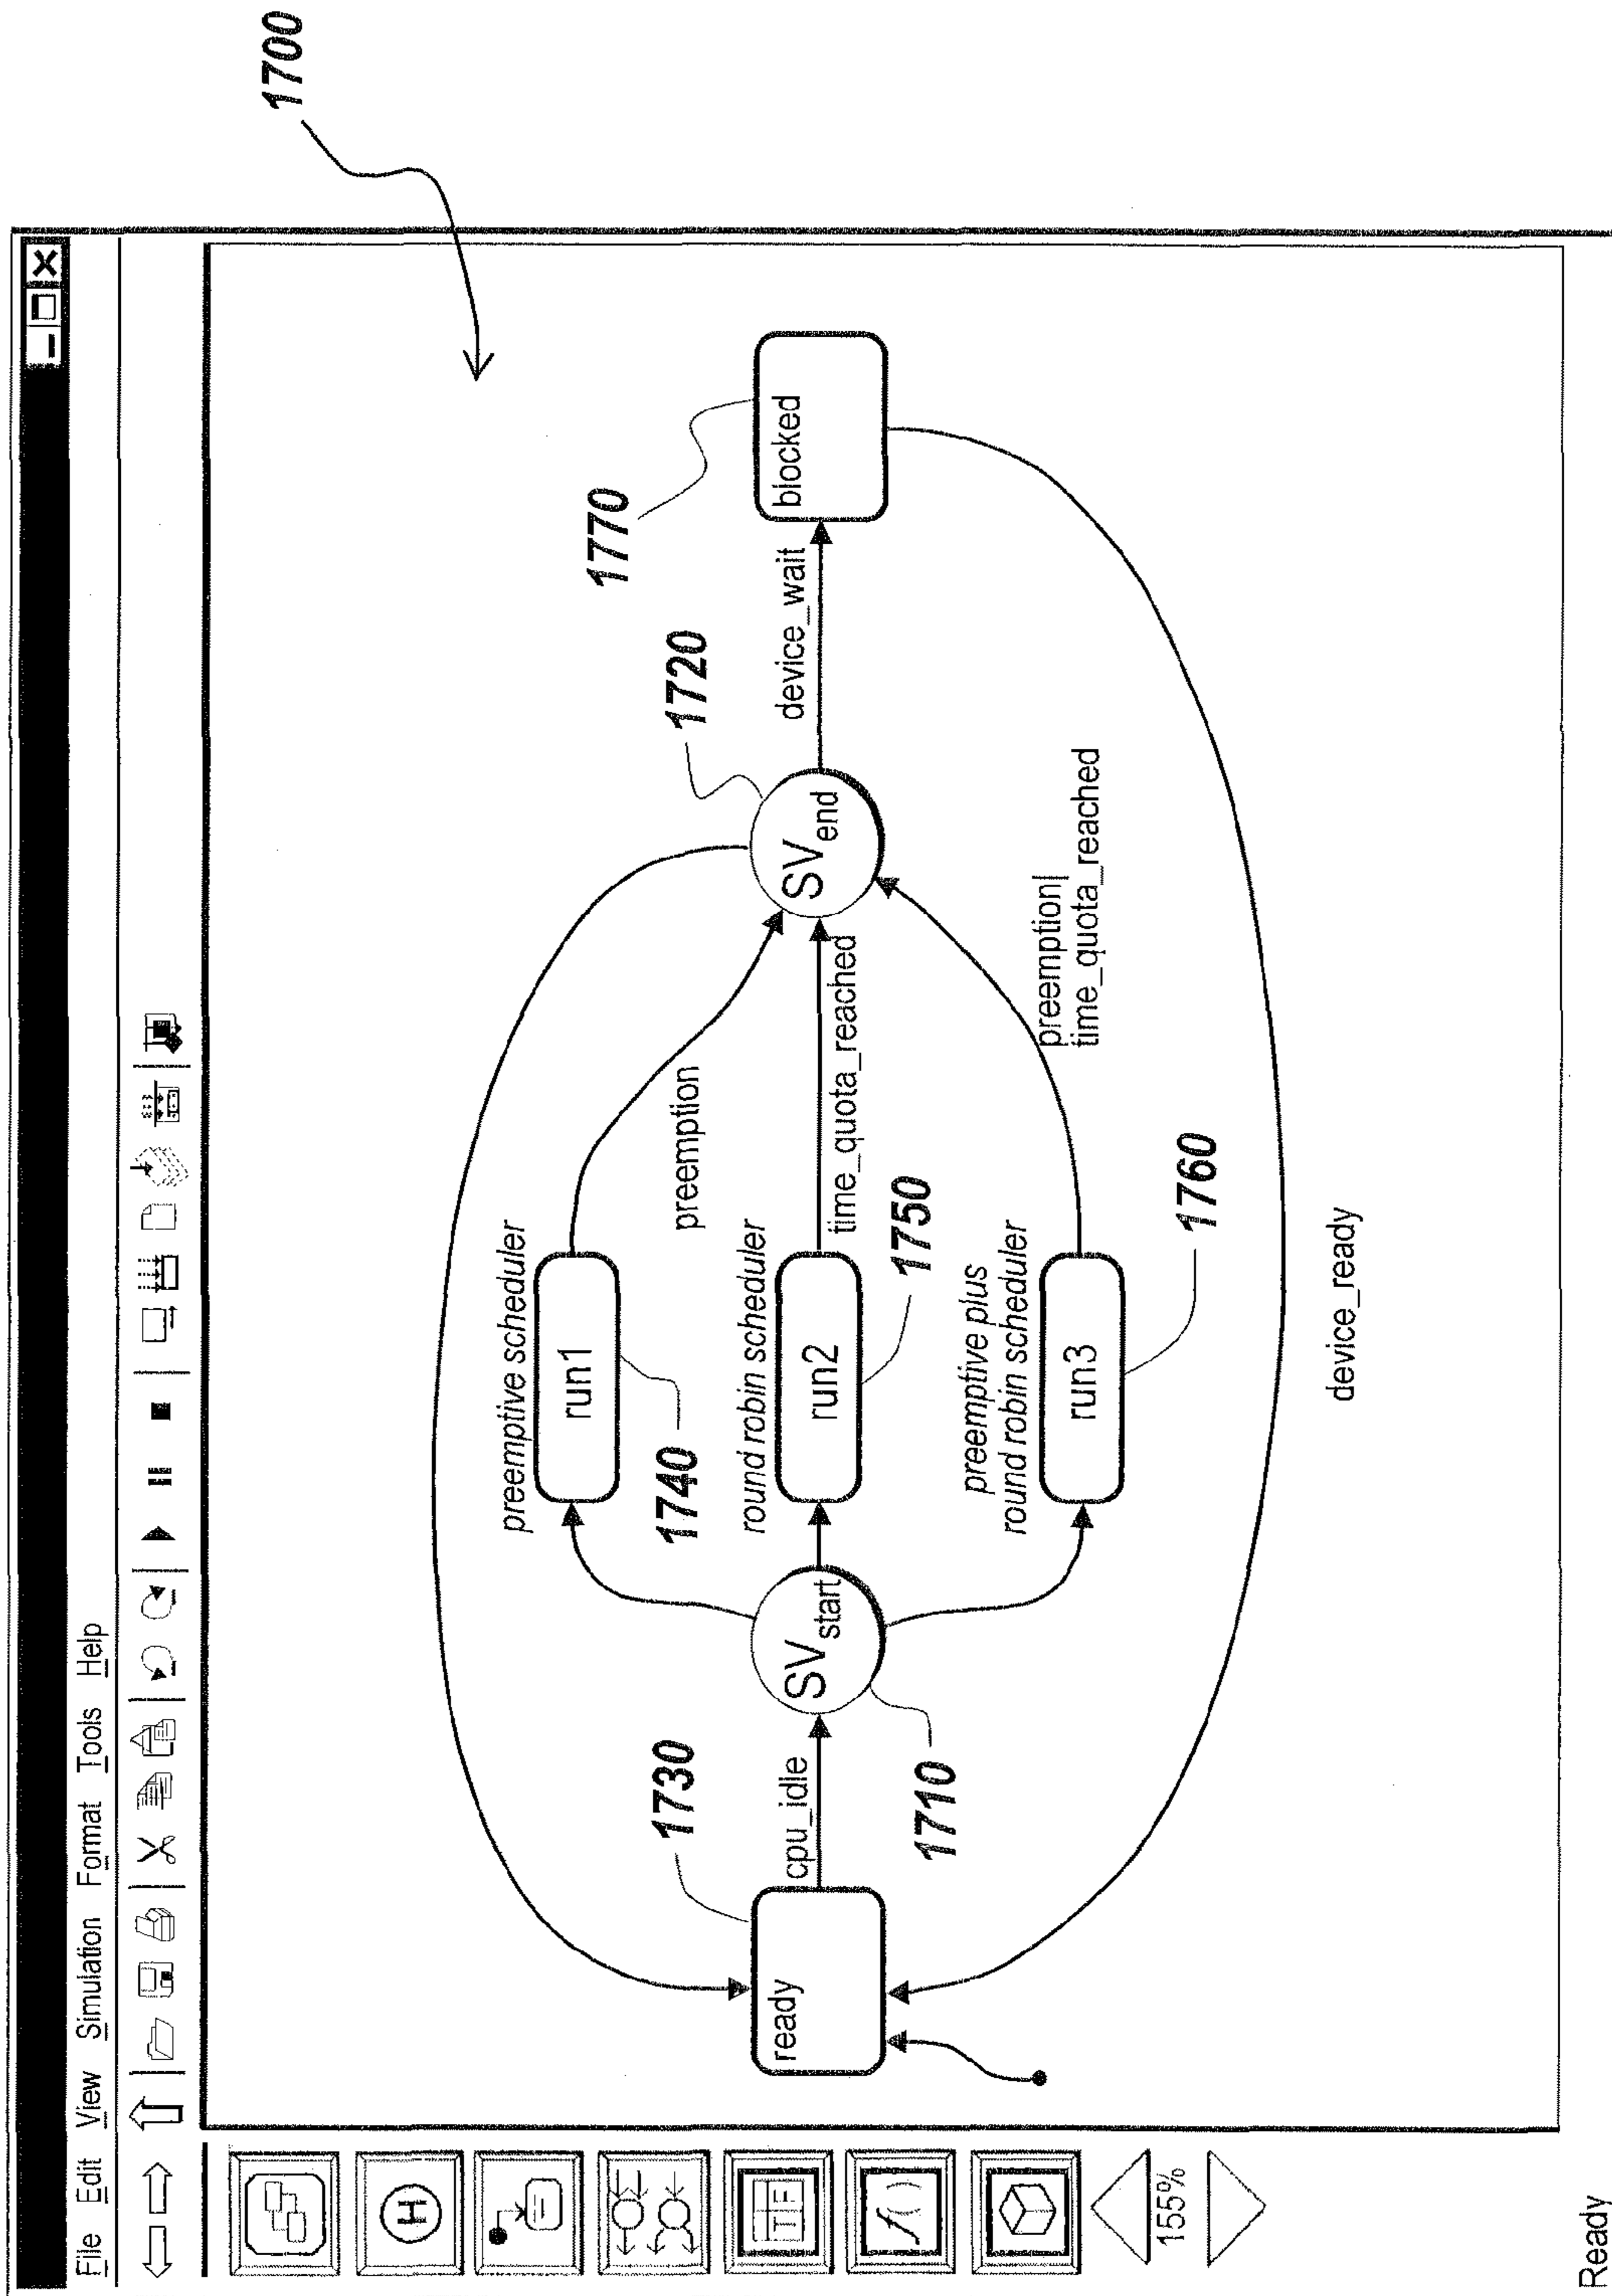 File Edit View Simulation Format Tools Help
1700
preemptive scheduler
run1
1740
preemption
1730
ready
cpu_idle
SVstart
1710
round robin scheduler
run2
1750
time_quota_reached
SVend
1720
device_wait
1770
blocked
preemptive plus
round robin scheduler
run3
1760
preemption|
time_quota_reached
device_ready
H
T F
f()
155%
Ready